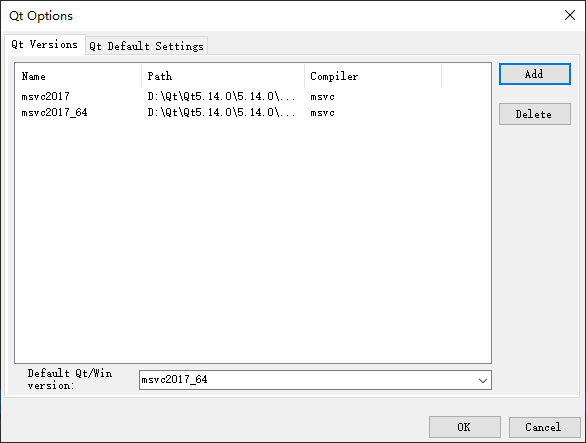 Qt Options
Qt Versions Qt Default Settings
Name Path Compiler
msvc2017 D:\Qt\Qt5.14.0\5.14.0\... msvc
msvc2017_64 D:\Qt\Qt5.14.0\5.14.0\... msvc
Add
Delete
Default Qt/Win
version:
msvc2017_64
OK Cancel